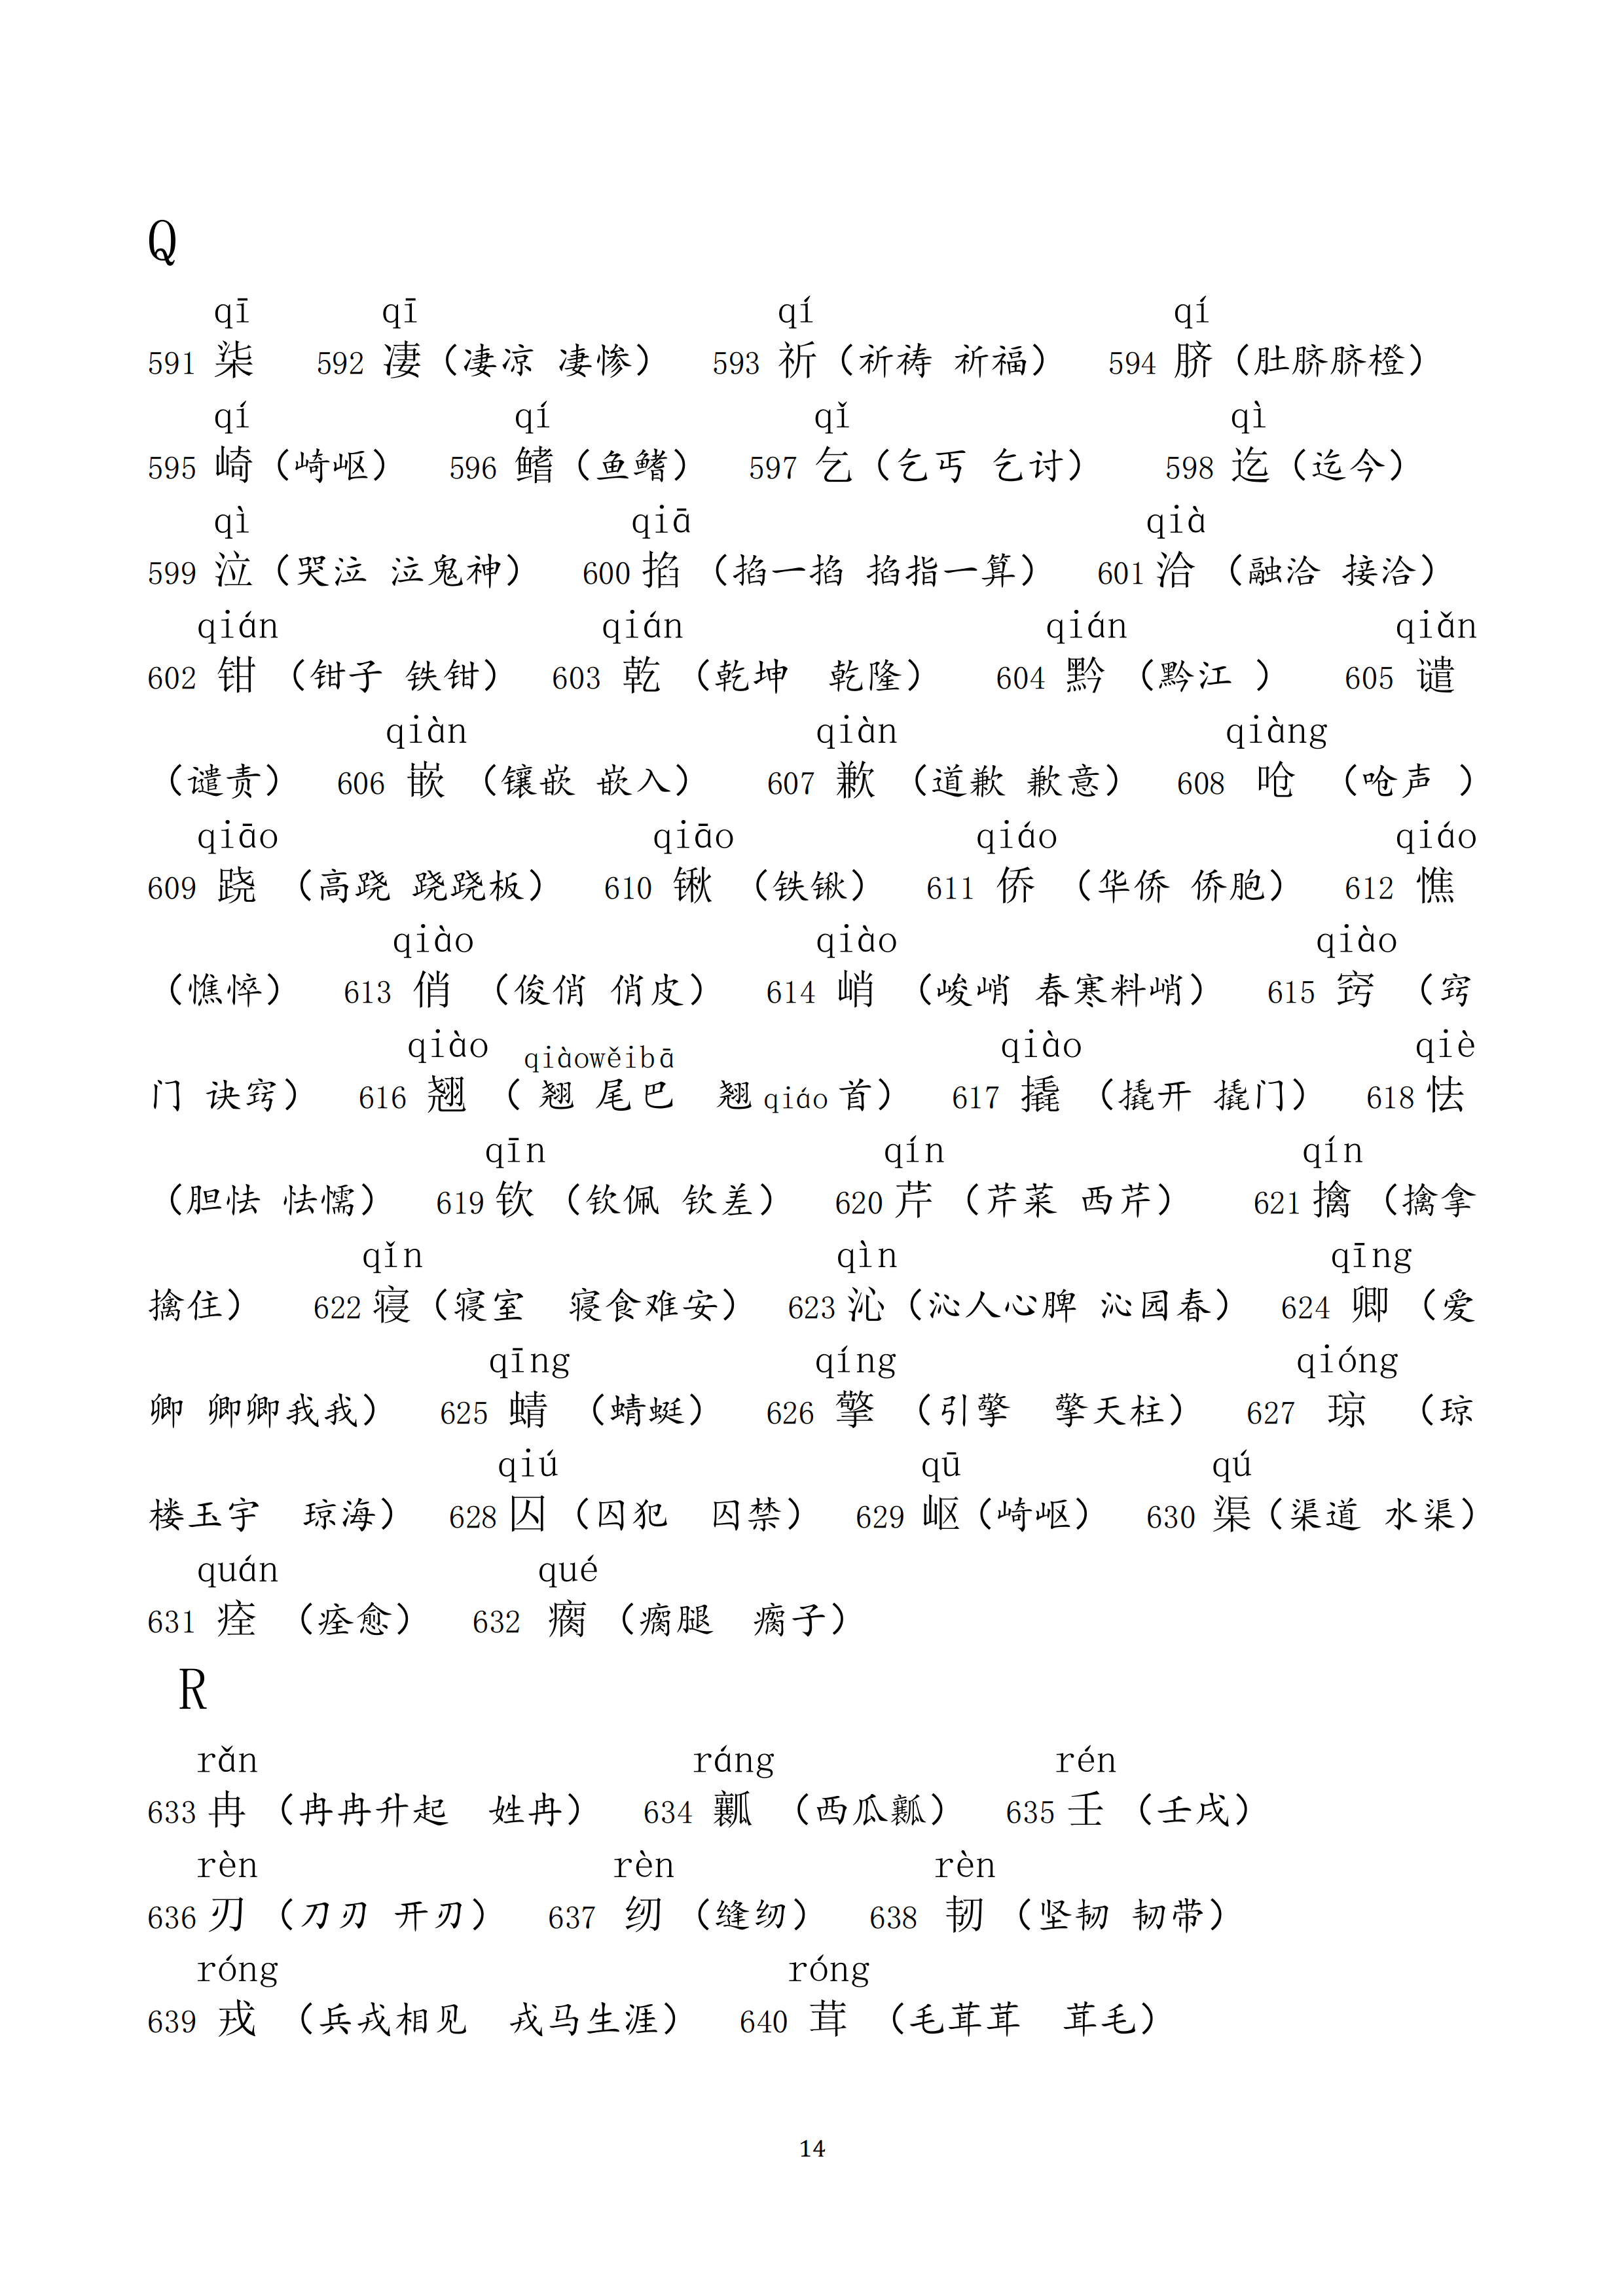 Q
qī qī qí qí
591 柒 592 凄（凄凉 凄惨） 593 祈（祈祷 祈福） 594 脐（肚脐脐橙）
qí qí qǐ qì
595 崎（崎岖） 596 鳍（鱼鳍） 597 乞（乞丐 乞讨） 598 迄（迄今）
qì qiā qià
599 泣（哭泣 泣鬼神） 600 掐（掐一掐 掐指一算） 601 洽（融洽 接洽）
qián qián qián qiǎn
602 钳（钳子 铁钳） 603 乾（乾坤 乾隆） 604 黔（黔江 ） 605 谴
qiàn qiàn qiàng
（谴责） 606 嵌（镶嵌 嵌入） 607 歉（道歉 歉意） 608 呛（呛声 ）
qiāo qiāo qiáo qiáo
609 跷（高跷 跷跷板） 610 锹（铁锹） 611 侨（华侨 侨胞） 612 憔
qiào qiào qiào
（憔悴） 613 俏（俊俏 俏皮） 614 峭（峻峭 春寒料峭） 615 窍（窍
qiào qiàowěibā qiào qiè
门 诀窍） 616 翘（ 翘 尾巴 翘 qiáo 首） 617 撬（撬开 撬门） 618 怯
qīn qín qín
（胆怯 怯懦） 619 钦（钦佩 钦差） 620 芹（芹菜 西芹） 621 擒（擒拿
qǐn qìn qīng
擒住） 622 寝（寝室 寝食难安） 623 沁（沁人心脾 沁园春） 624 卿（爱
qīng qíng qióng
卿 卿卿我我） 625 蜻（蜻蜓） 626 擎（引擎 擎天柱） 627 琼（琼
qiú qū qú
楼玉宇 琼海） 628 囚（囚犯 囚禁） 629 岖（崎岖） 630 渠（渠道 水渠）
quán qué
631 痊（痊愈） 632 瘸（瘸腿 瘸子）
R
rǎn ráng rén
633 冉（冉冉升起 姓冉） 634 瓤（西瓜瓤） 635 壬（壬戌）
rèn rèn rèn
636 刃（刀刃 开刃） 637 纫（缝纫） 638 韧（坚韧 韧带）
róng róng
639 戎（兵戎相见 戎马生涯） 640 茸（毛茸茸 茸毛）
14